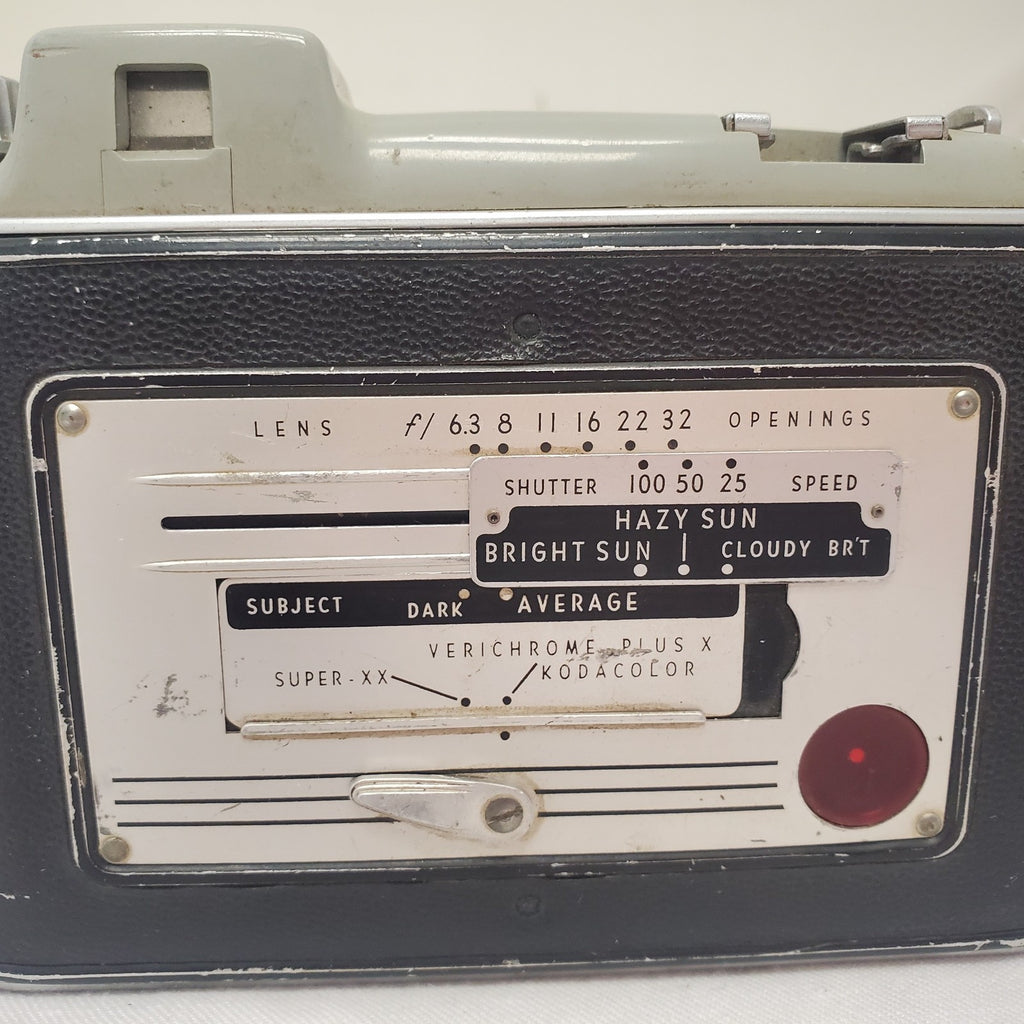 LENS f/ 6.3 8 11 16 22 32 OPENINGS
SHUTTER 100 50 25 SPEED
HAZY SUN
BRIGHT SUN | CLOUDY BR'T
SUBJECT DARK AVERAGE
VERICHROME PLUS X
SUPER-XX KODACOLOR